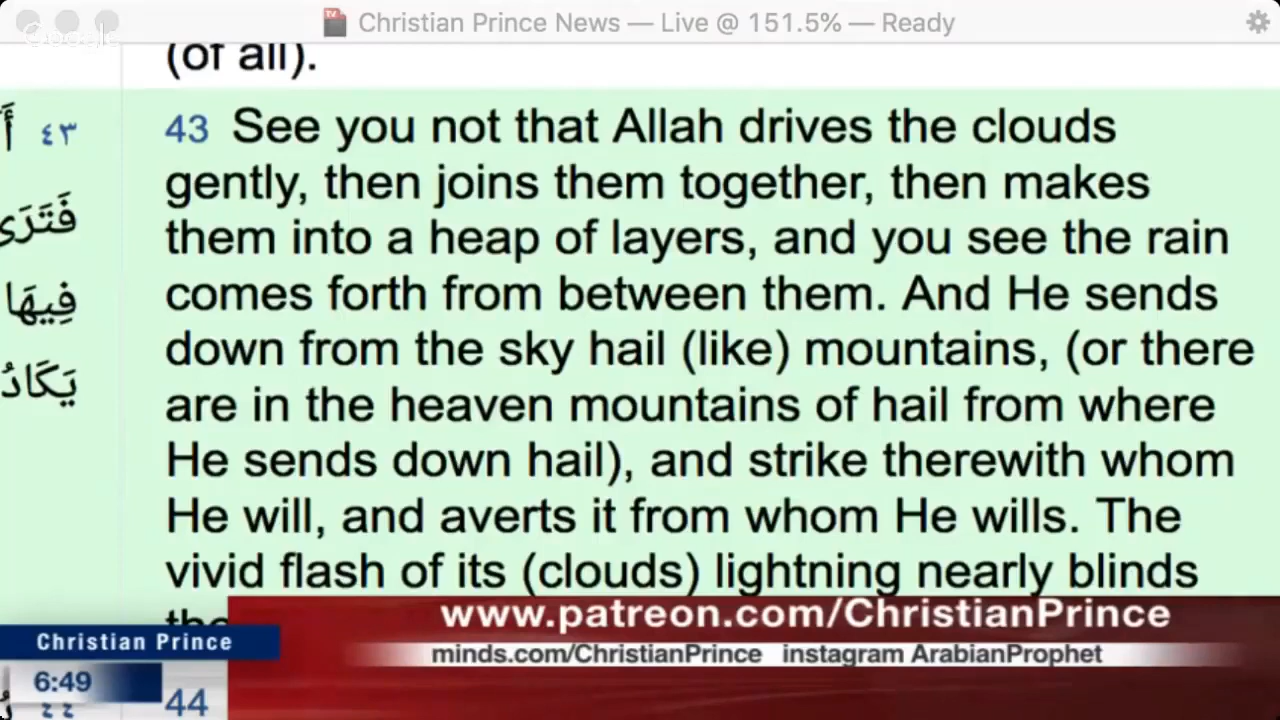 Christian Prince News — Live @ 151.5% — Ready
Google
(of all).
٤٣
43 See you not that Allah drives the clouds
gently, then joins them together, then makes
فَتَرَى
them into a heap of layers, and you see the rain
فِيهَا
comes forth from between them. And He sends
down from the sky hail (like) mountains, (or there
يَكَادُ
are in the heaven mountains of hail from where
He sends down hail), and strike therewith whom
He will, and averts it from whom He wills. The
vivid flash of its (clouds) lightning nearly blinds
www.patreon.com/ChristianPrince
Christian Prince
minds.com/ChristianPrince instagram ArabianProphet
6:49
44
٤٤